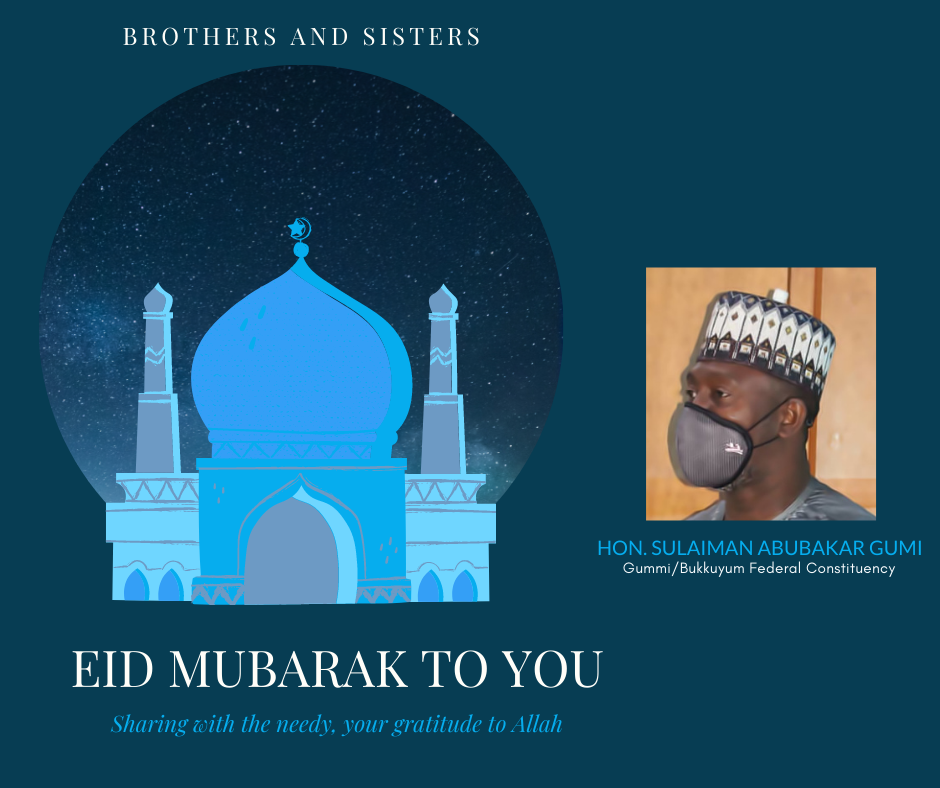 BROTHERS AND SISTERS
HON. SULAIMAN ABUBAKAR GUMI
Gummi/Bukkuyum Federal Constituency
EID MUBARAK TO YOU
Sharing with the needy, your gratitude to Allah